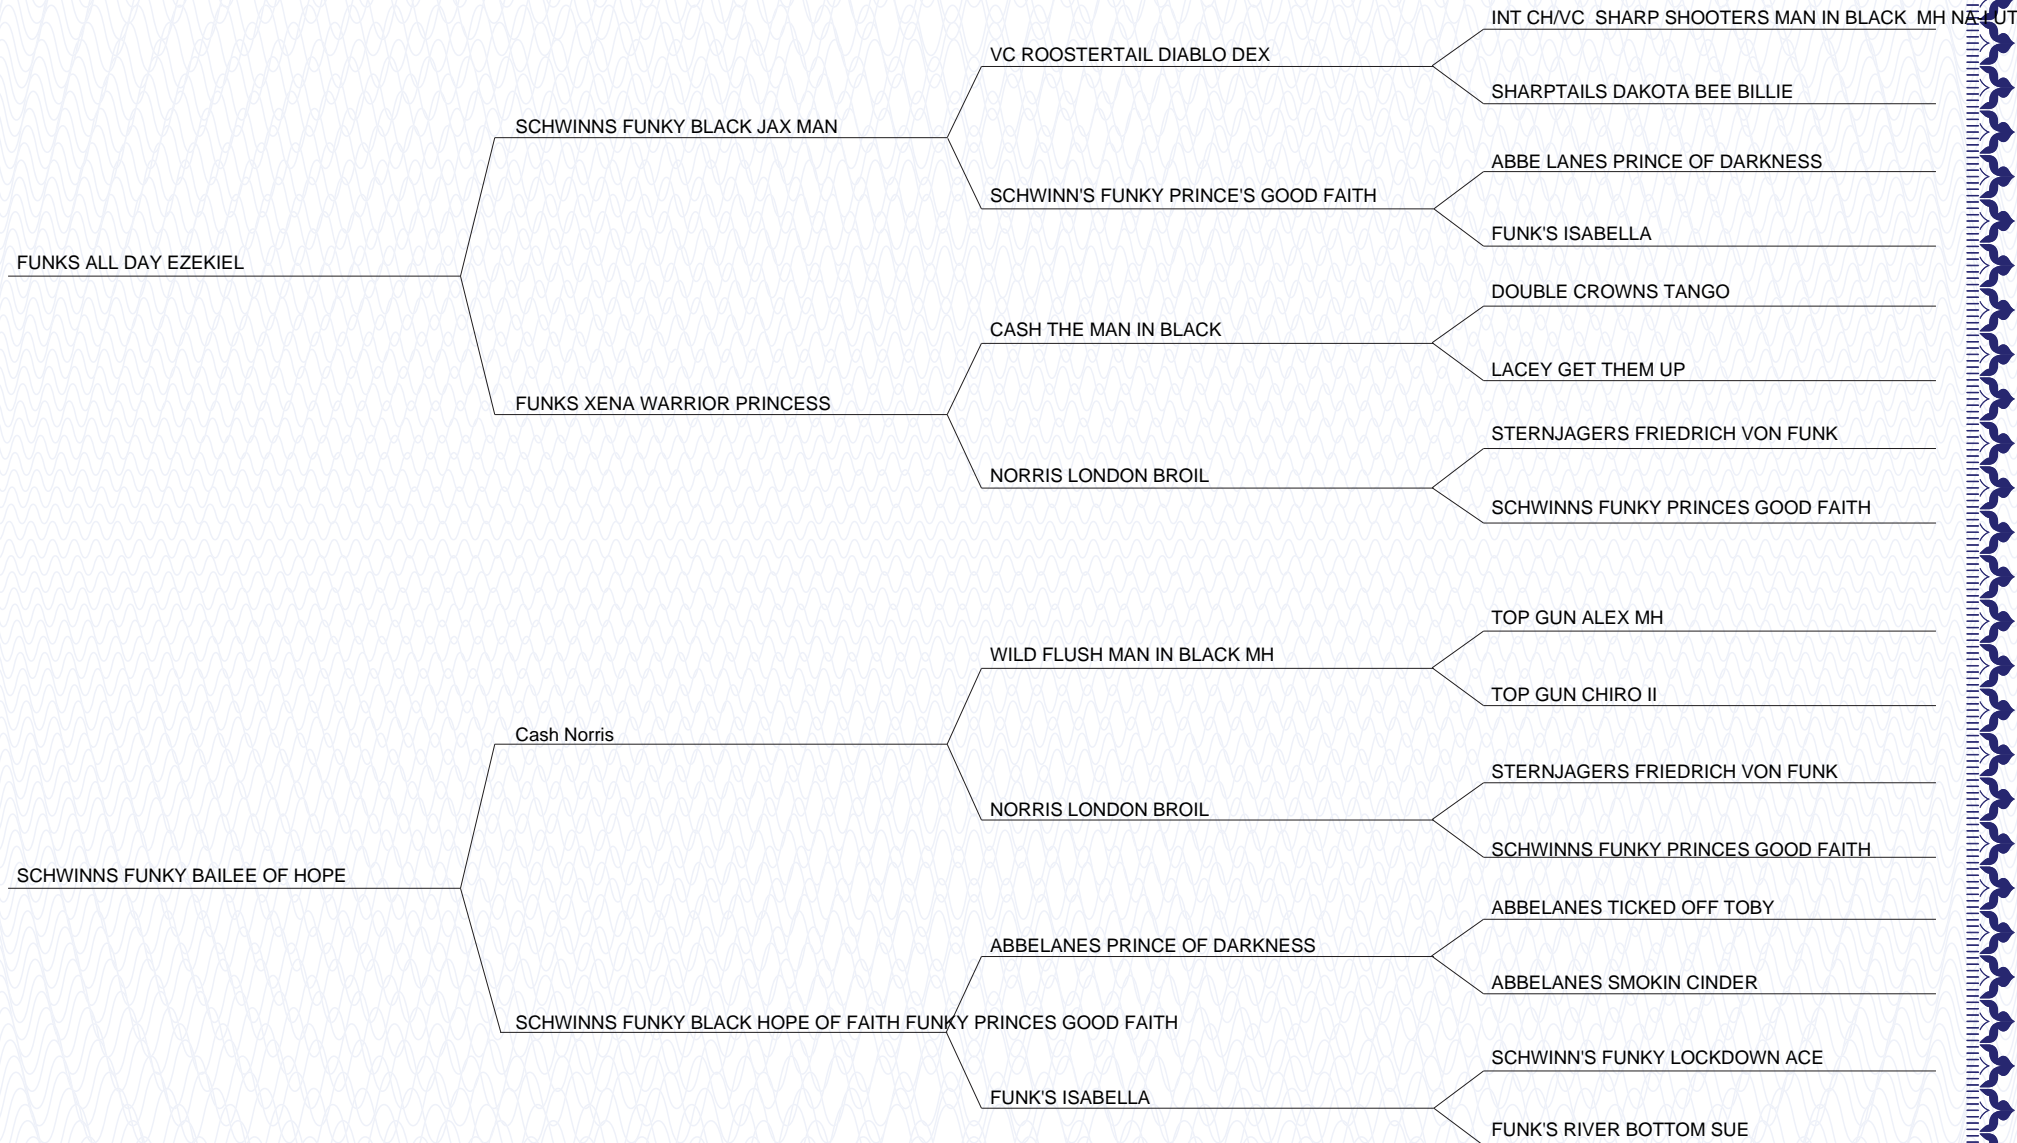 INT CH/VC  SHARP SHOOTERS MAN IN BLACK  MH NA I UT
VC ROOSTERTAIL DIABLO DEX
SHARPTAILS DAKOTA BEE BILLIE
SCHWINNS FUNKY BLACK JAX MAN
ABBE LANES PRINCE OF DARKNESS
SCHWINN'S FUNKY PRINCE'S GOOD FAITH
FUNK'S ISABELLA
FUNKS ALL DAY EZEKIEL
DOUBLE CROWNS TANGO
CASH THE MAN IN BLACK
LACEY GET THEM UP
FUNKS XENA WARRIOR PRINCESS
STERNJAGERS FRIEDRICH VON FUNK
NORRIS LONDON BROIL
SCHWINNS FUNKY PRINCES GOOD FAITH
TOP GUN ALEX MH
WILD FLUSH MAN IN BLACK MH
TOP GUN CHIRO II
Cash Norris
STERNJAGERS FRIEDRICH VON FUNK
NORRIS LONDON BROIL
SCHWINNS FUNKY PRINCES GOOD FAITH
SCHWINNS FUNKY BAILEE OF HOPE
ABBELANES TICKED OFF TOBY
ABBELANES PRINCE OF DARKNESS
ABBELANES SMOKIN CINDER
SCHWINNS FUNKY BLACK HOPE OF FAITH FUNKY PRINCES GOOD FAITH
SCHWINN'S FUNKY LOCKDOWN ACE
FUNK'S ISABELLA
FUNK'S RIVER BOTTOM SUE